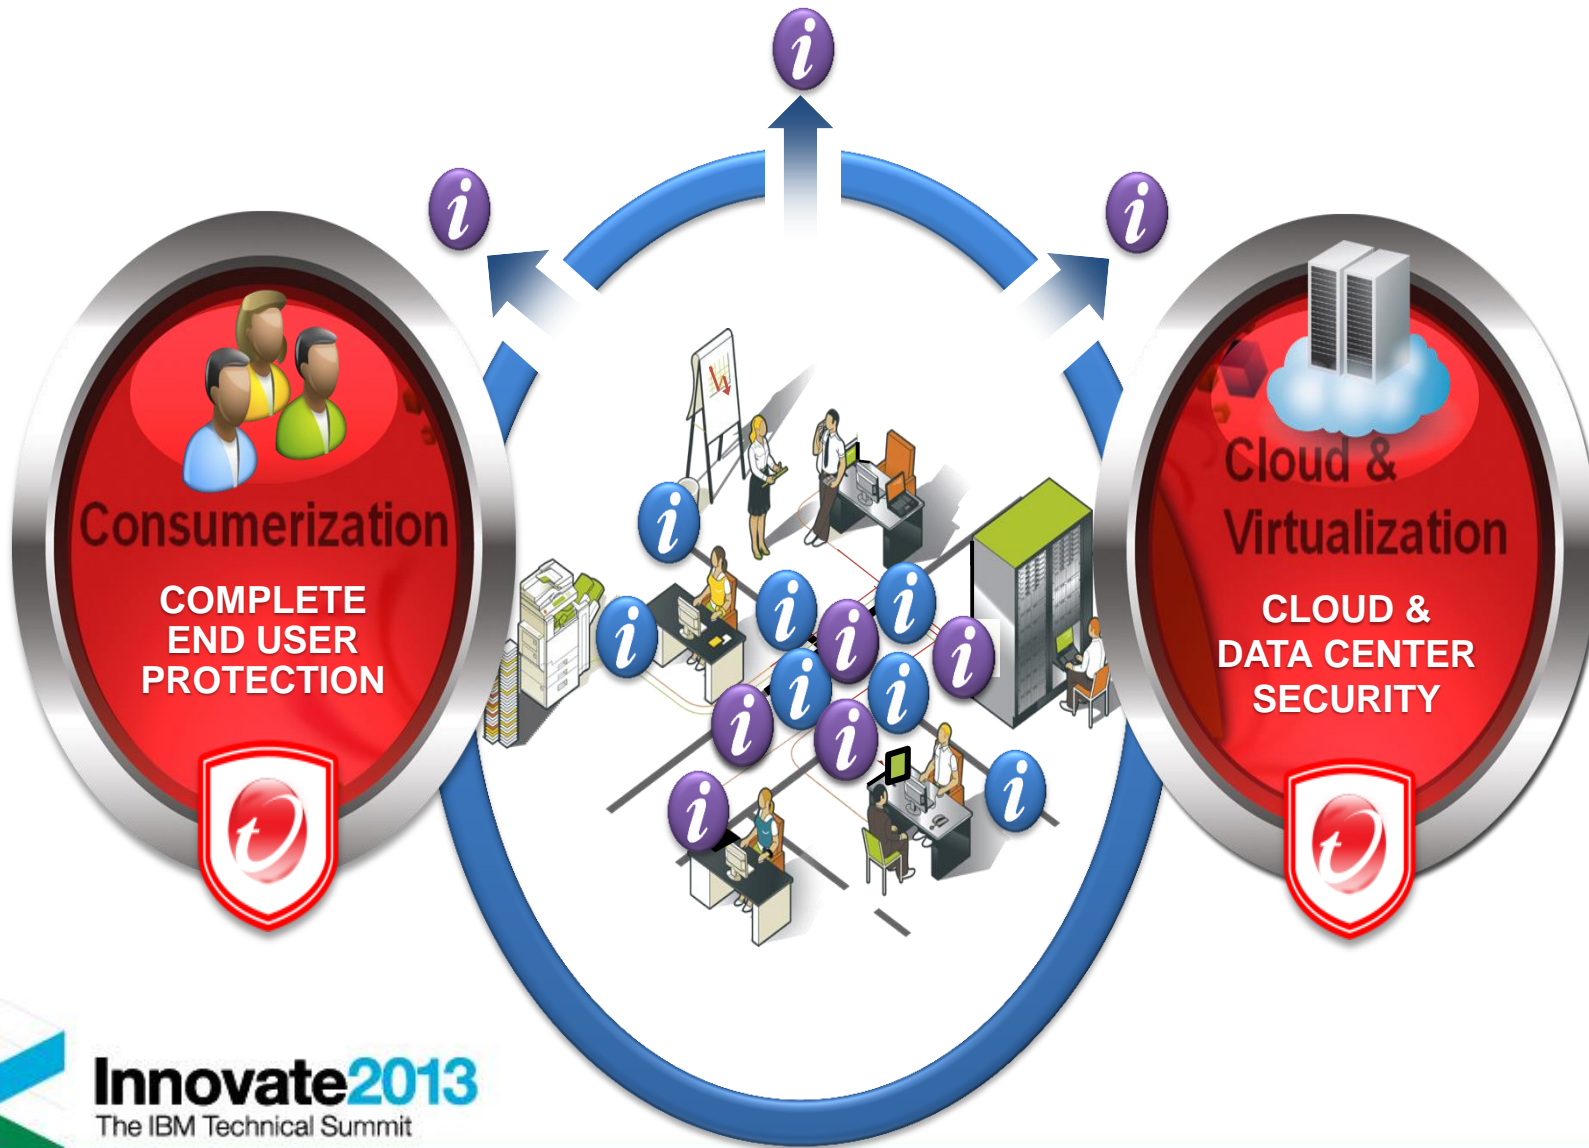 i
i
i
Consumerization
COMPLETE
END USER
PROTECTION
Cloud &
Virtualization
CLOUD &
DATA CENTER
SECURITY
i
i
i
i
i
i
i
i
i
i
i
i
t
t
Innovate2013
The IBM Technical Summit